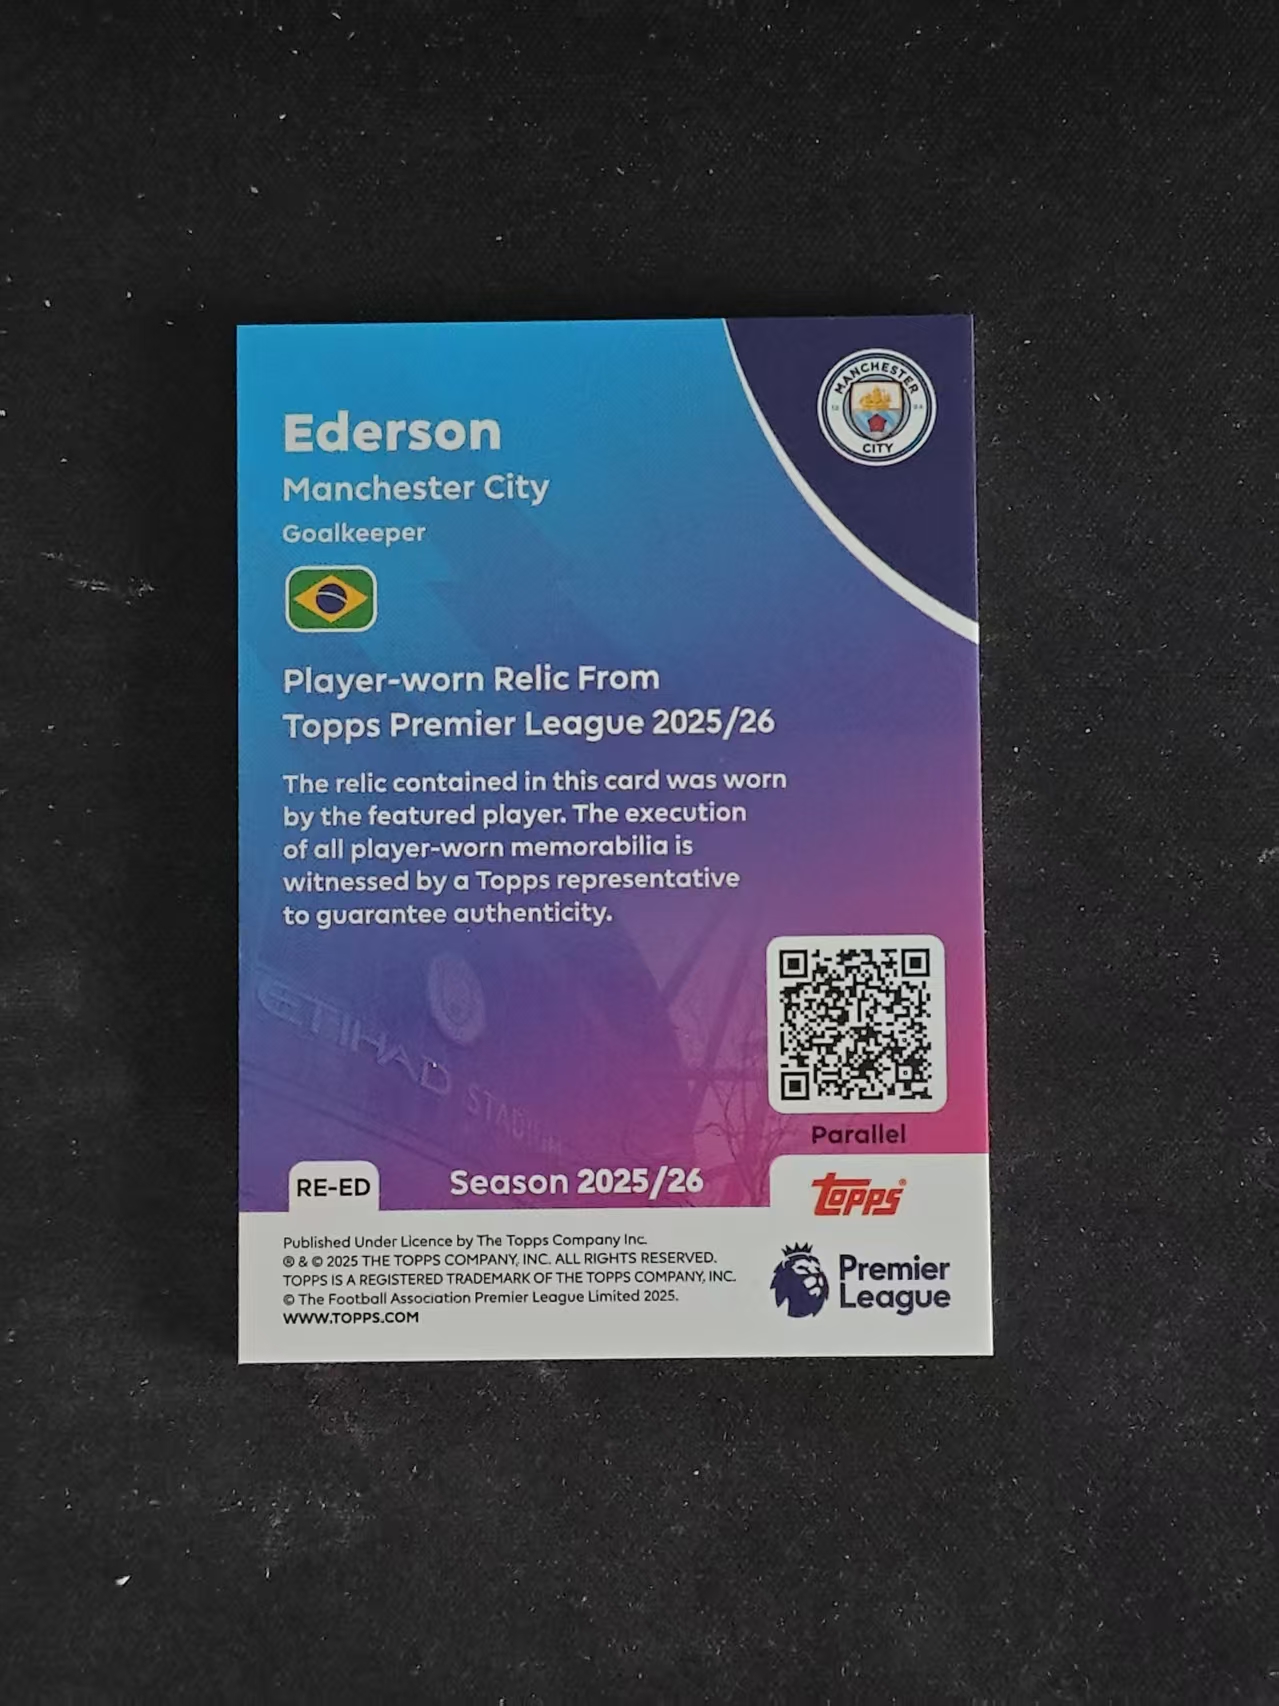 MANCHESTER
CITY
Ederson
Manchester City
Goalkeeper
Player-worn Relic From
Topps Premier League 2025/26
The relic contained in this card was worn
by the featured player. The execution
of all player-worn memorabilia is
witnessed by a Topps representative
to guarantee authenticity.
ETIHAD STADIUM
Parallel
RE-ED
Season 2025/26
topps®
Published Under Licence by The Topps Company Inc.
® & © 2025 THE TOPPS COMPANY, INC. ALL RIGHTS RESERVED.
TOPPS IS A REGISTERED TRADEMARK OF THE TOPPS COMPANY, INC.
© The Football Association Premier League Limited 2025.
WWW.TOPPS.COM
Premier
League